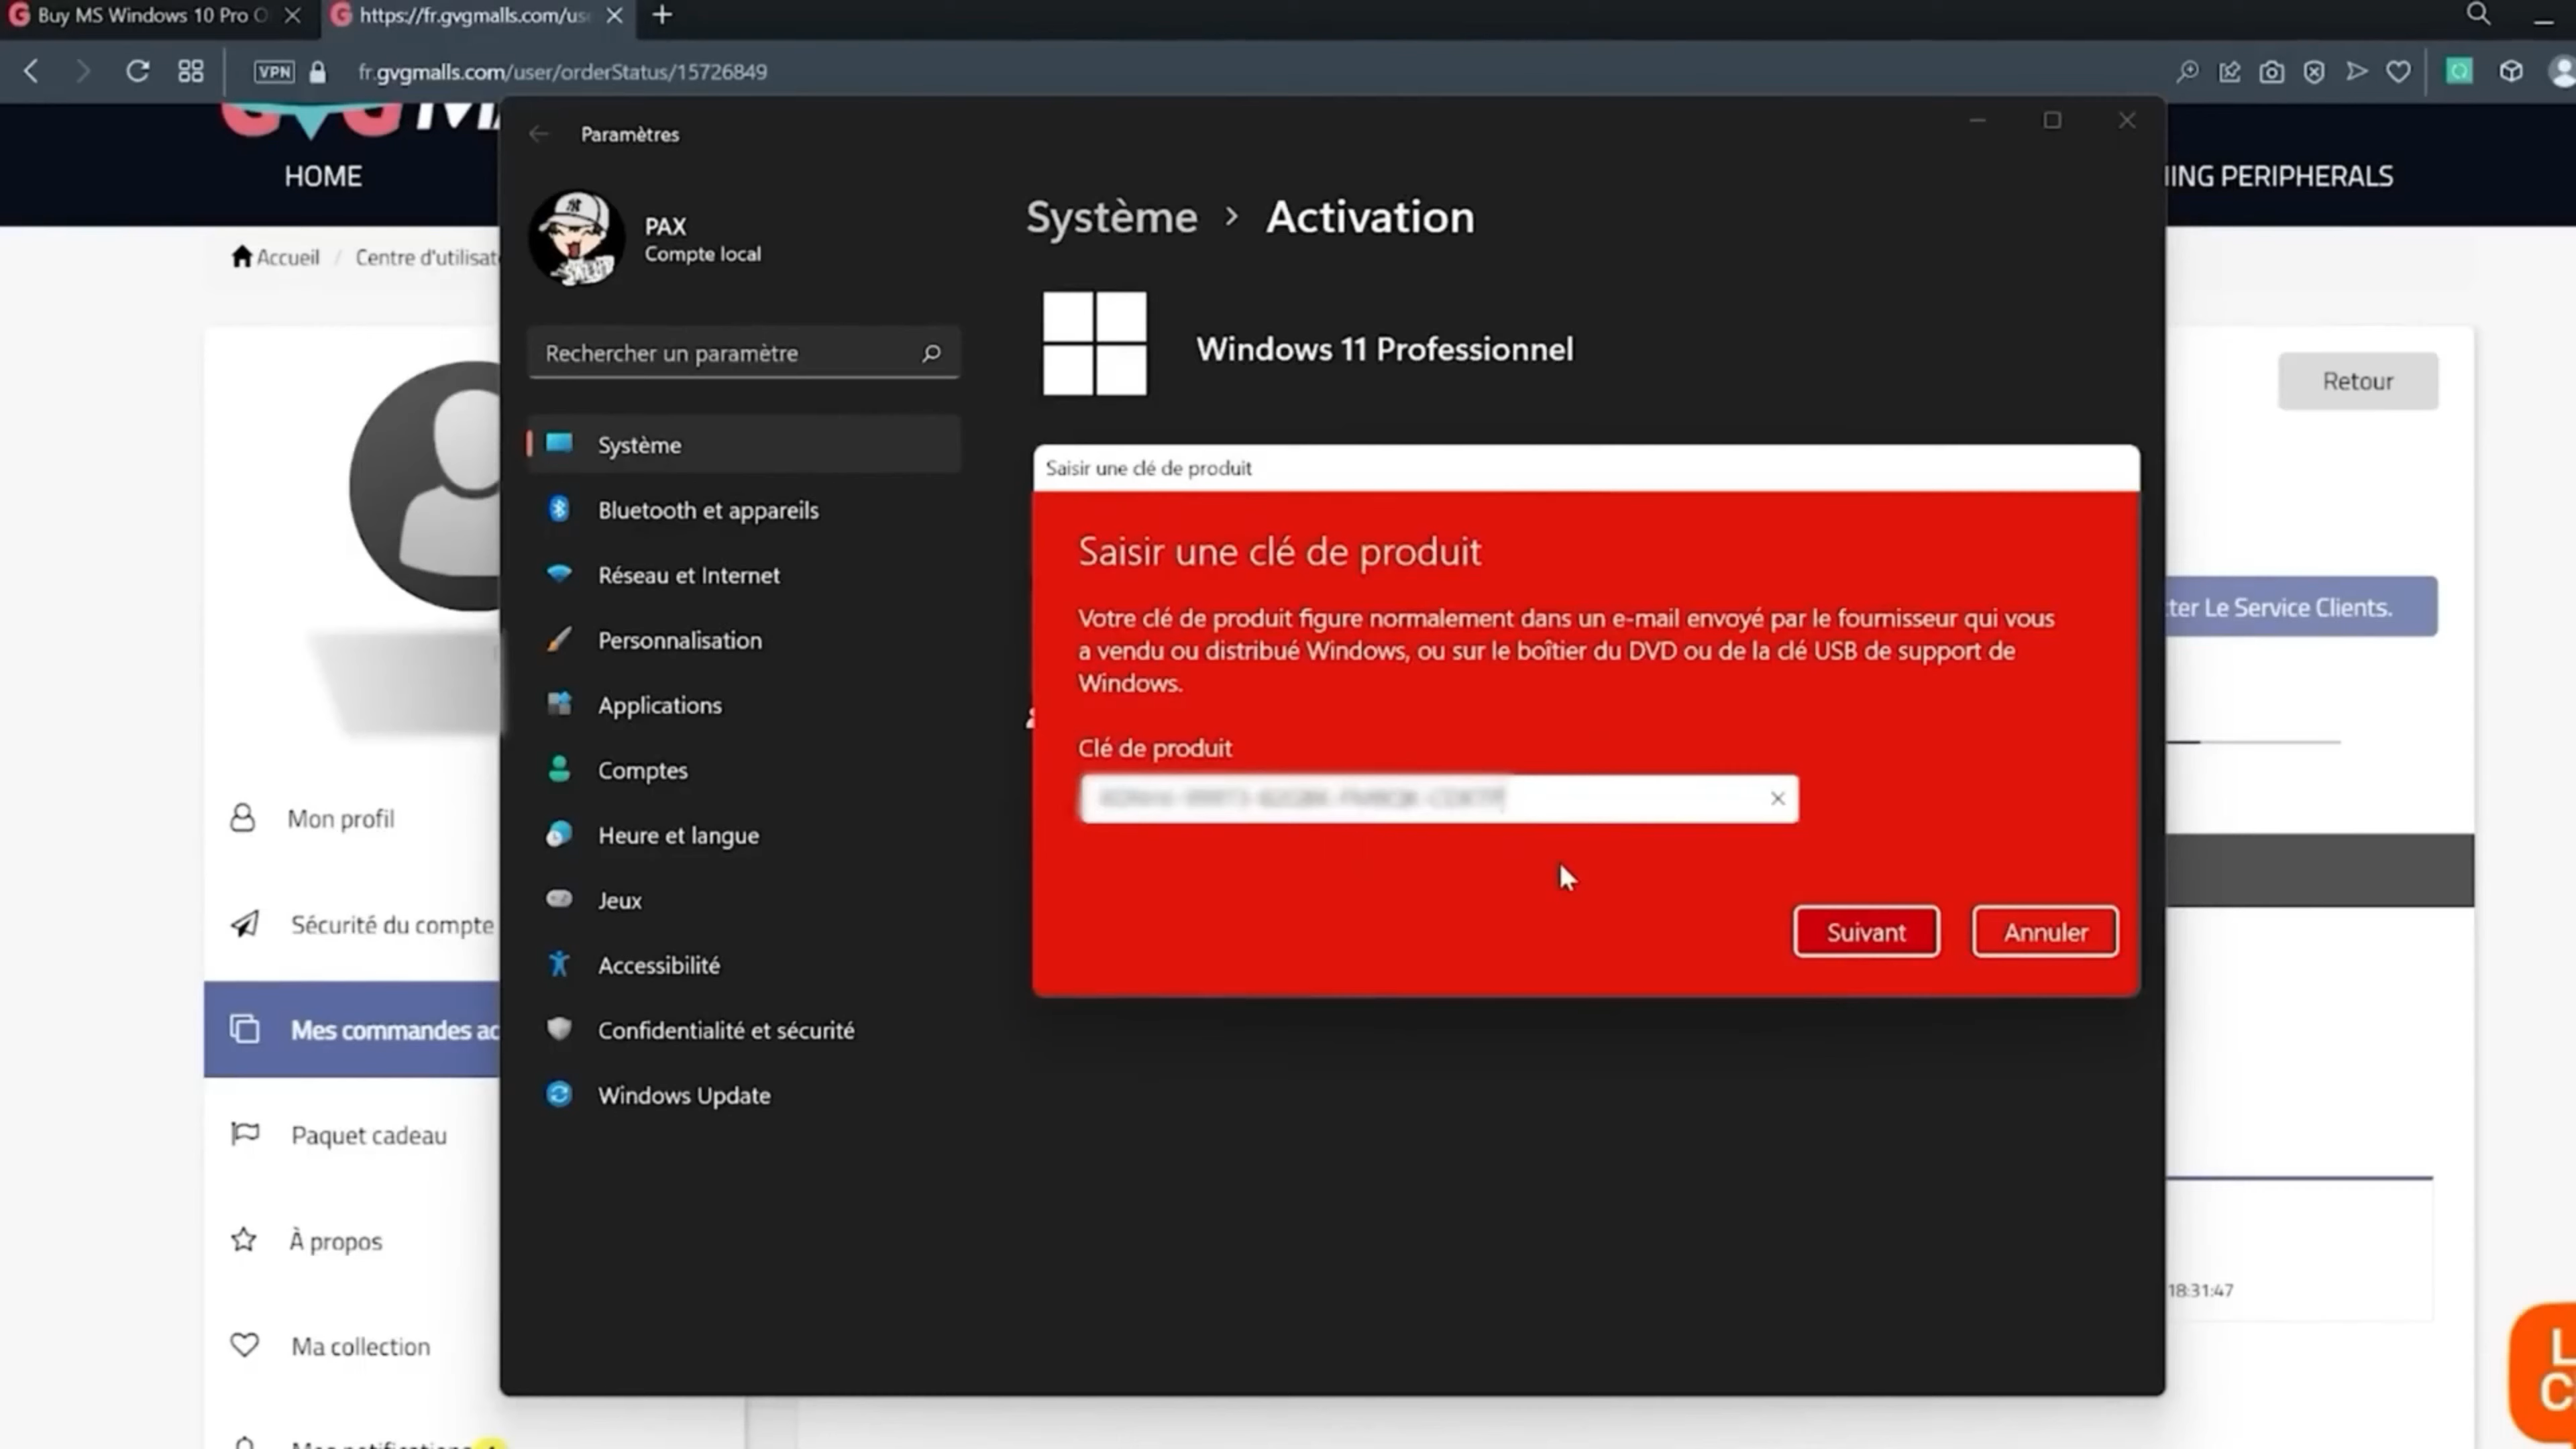 Buy MS Windows 10 Pro O
https://fr.gvgmalls.com/us
VPN
fr.gvgmalls.com/user/orderStatus/15726849
HOME
PERIPHERALS
Accueil / Centre d'utilisat
Retour
Le Service Clients.
Mon profil
Sécurité du compte
Mes commandes ac
Paquet cadeau
À propos
Ma collection
18:31:47
Paramètres
PAX
Compte local
Rechercher un paramètre
Système
Bluetooth et appareils
Réseau et Internet
Personnalisation
Applications
Comptes
Heure et langue
Jeux
Accessibilité
Confidentialité et sécurité
Windows Update
Système > Activation
Windows 11 Professionnel
Saisir une clé de produit
Saisir une clé de produit
Votre clé de produit figure normalement dans un e-mail envoyé par le fournisseur qui vous
a vendu ou distribué Windows, ou sur le boîtier du DVD ou de la clé USB de support de
Windows.
Clé de produit
Suivant
Annuler